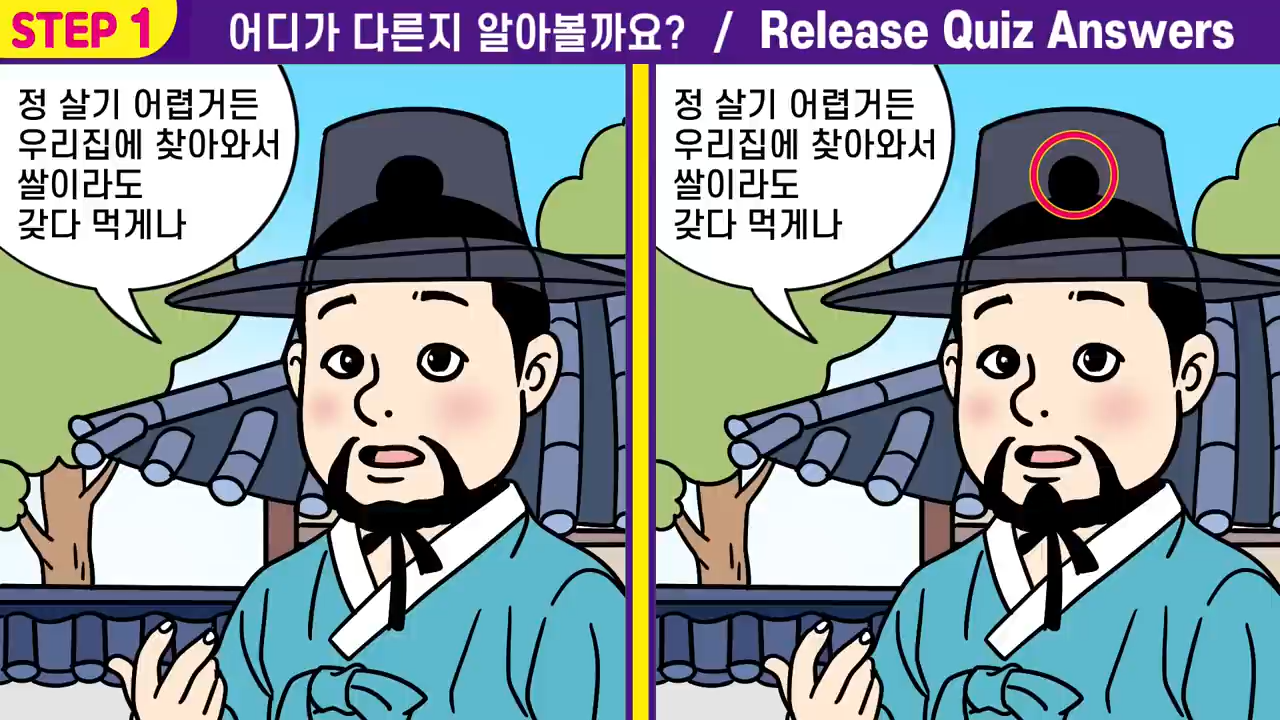 STEP 1
어디가 다른지 알아볼까요? / Release Quiz Answers
정 살기 어렵거든
우리집에 찾아와서
쌀이라도
갖다 먹게나
정 살기 어렵거든
우리집에 찾아와서
쌀이라도
갖다 먹게나